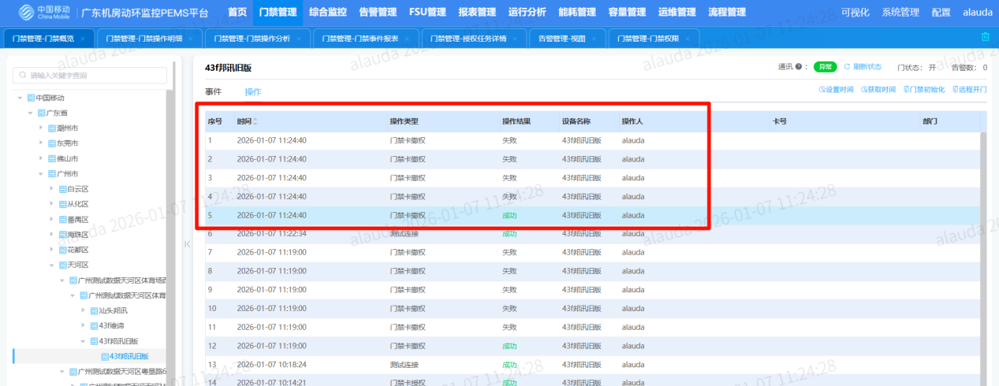 中国移动 China Mobile 广东机房动环监控PEMS平台 首页 门禁管理 综合监控 告警管理 FSU管理 报表管理 运行分析 能耗管理 容量管理 运维管理 流程管理 可视化 系统管理 配置 alauda
门禁管理-门禁概览 × 门禁管理-门禁操作明细 × 门禁管理-门禁操作分析 × 门禁管理-门禁事件报表 × 门禁管理-授权任务详情 × 告警管理-视图 × 门禁管理-门禁权限 ×
请输入关键字查询
中国移动
广东省
潮州市
东莞市
佛山市
广州市
白云区
从化区
番禺区
海珠区
花都区
天河区
广州测试数据天河区体育场西
广州测试数据天河区体育
汕头邦讯
43f维谛
43f邦讯旧版
43f邦讯旧版
广州测试数据天河区粤垦路6
43f邦讯旧版 通讯 : 异常 刷新状态 门状态: 开 告警数: 0
事件 操作 设置时间 获取时间 门禁初始化 远程开门
序号 时间 操作类型 操作结果 设备名称 操作人 卡号 部门
1 2026-01-07 11:24:40 门禁卡撤权 失败 43f邦讯旧版 alauda
2 2026-01-07 11:24:40 门禁卡撤权 失败 43f邦讯旧版 alauda
3 2026-01-07 11:24:40 门禁卡撤权 失败 43f邦讯旧版 alauda
4 2026-01-07 11:24:40 门禁卡撤权 失败 43f邦讯旧版 alauda
5 2026-01-07 11:24:40 门禁卡撤权 成功 43f邦讯旧版 alauda
6 2026-01-07 11:22:34 测试连接 成功 43f邦讯旧版 alauda
7 2026-01-07 11:19:00 门禁卡撤权 失败 43f邦讯旧版 alauda
8 2026-01-07 11:19:00 门禁卡撤权 失败 43f邦讯旧版 alauda
9 2026-01-07 11:19:00 门禁卡撤权 失败 43f邦讯旧版 alauda
10 2026-01-07 11:19:00 门禁卡撤权 失败 43f邦讯旧版 alauda
11 2026-01-07 11:19:00 门禁卡撤权 失败 43f邦讯旧版 alauda
12 2026-01-07 11:19:00 门禁卡撤权 成功 43f邦讯旧版 alauda
13 2026-01-07 10:18:24 测试连接 成功 43f邦讯旧版 alauda
14 2026-01-07 10:14:21 门禁卡授权 成功 43f邦讯旧版 alauda
alauda 2026-01-07 11:24:28